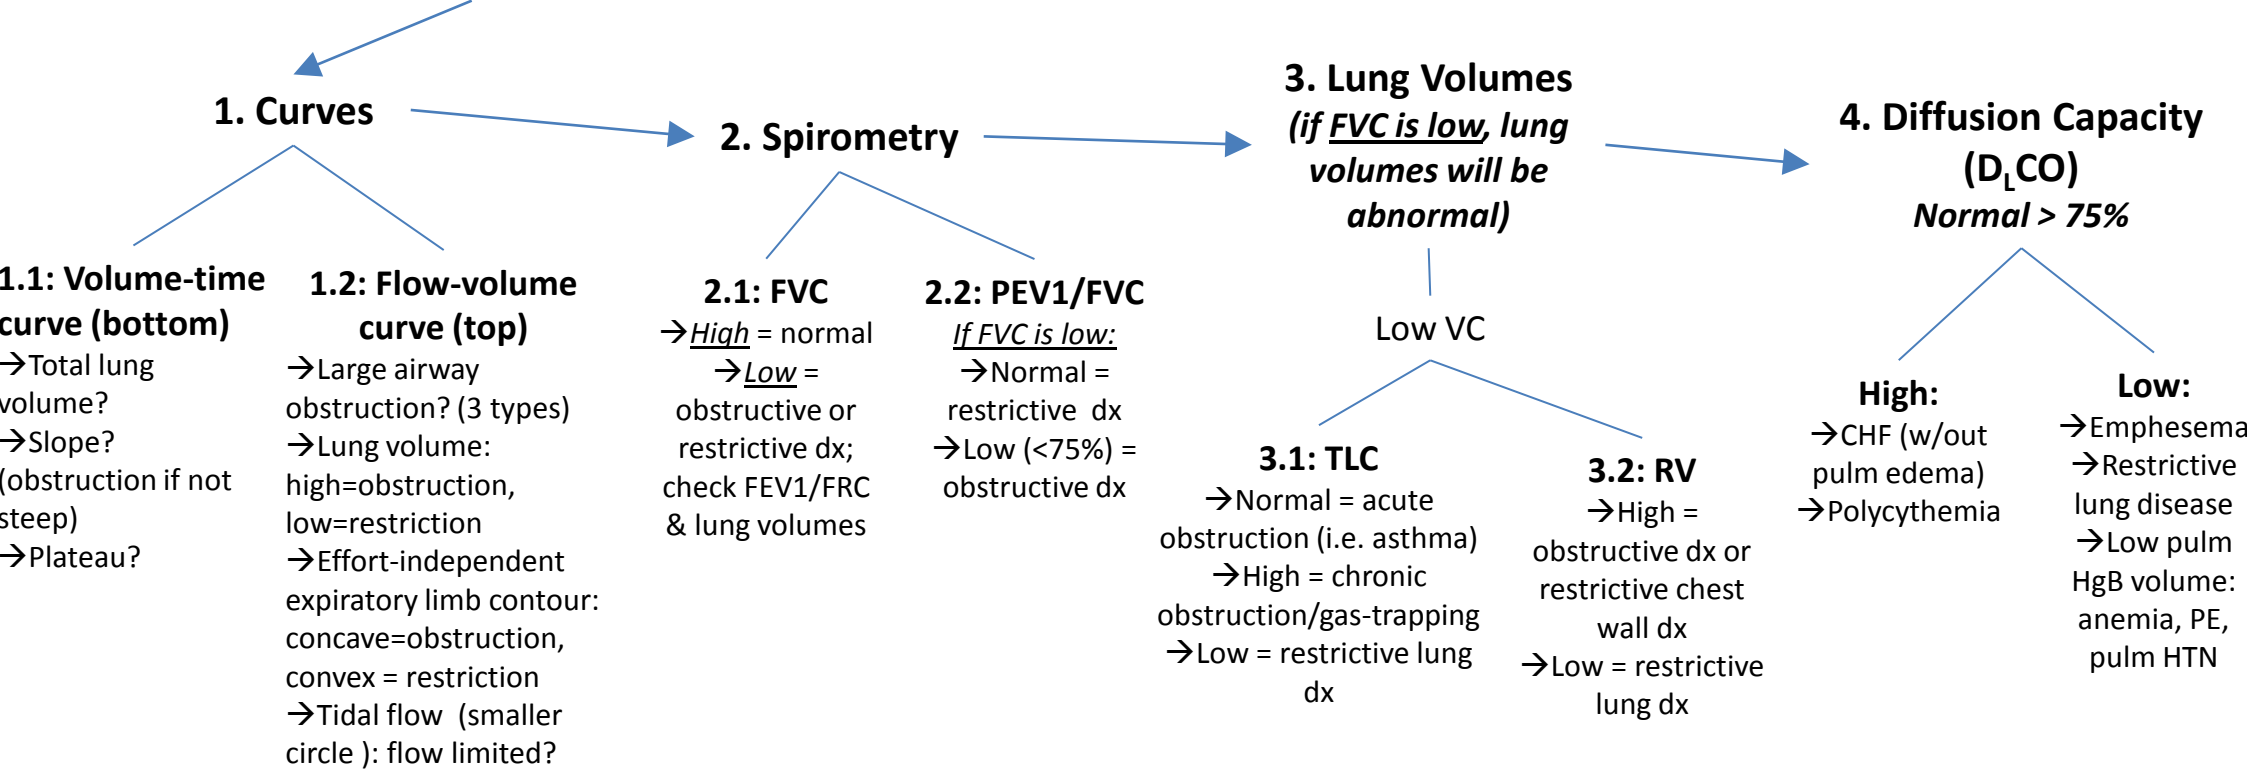 1. Curves
1.1: Volume-time
curve (bottom)
→Total lung
volume?
→Slope?
(obstruction if not
steep)
→Plateau?
1.2: Flow-volume
curve (top)
→Large airway
obstruction? (3 types)
→Lung volume:
high=obstruction,
low=restriction
→Effort-independent
expiratory limb contour:
concave=obstruction,
convex = restriction
→Tidal flow (smaller
circle ): flow limited?
2. Spirometry
2.1: FVC
→High = normal
→Low =
obstructive or
restrictive dx;
check FEV1/FRC
& lung volumes
2.2: PEV1/FVC
If FVC is low:
→Normal =
restrictive dx
→Low (<75%) =
obstructive dx
3. Lung Volumes
(if FVC is low, lung
volumes will be
abnormal)
Low VC
3.1: TLC
→Normal = acute
obstruction (i.e. asthma)
→High = chronic
obstruction/gas-trapping
→Low = restrictive lung
dx
3.2: RV
→High =
obstructive dx or
restrictive chest
wall dx
→Low = restrictive
lung dx
4. Diffusion Capacity
(DLCO)
Normal > 75%
High:
→CHF (w/out
pulm edema)
→Polycythemia
Low:
→Emphesema
→Restrictive
lung disease
→Low pulm
HgB volume:
anemia, PE,
pulm HTN